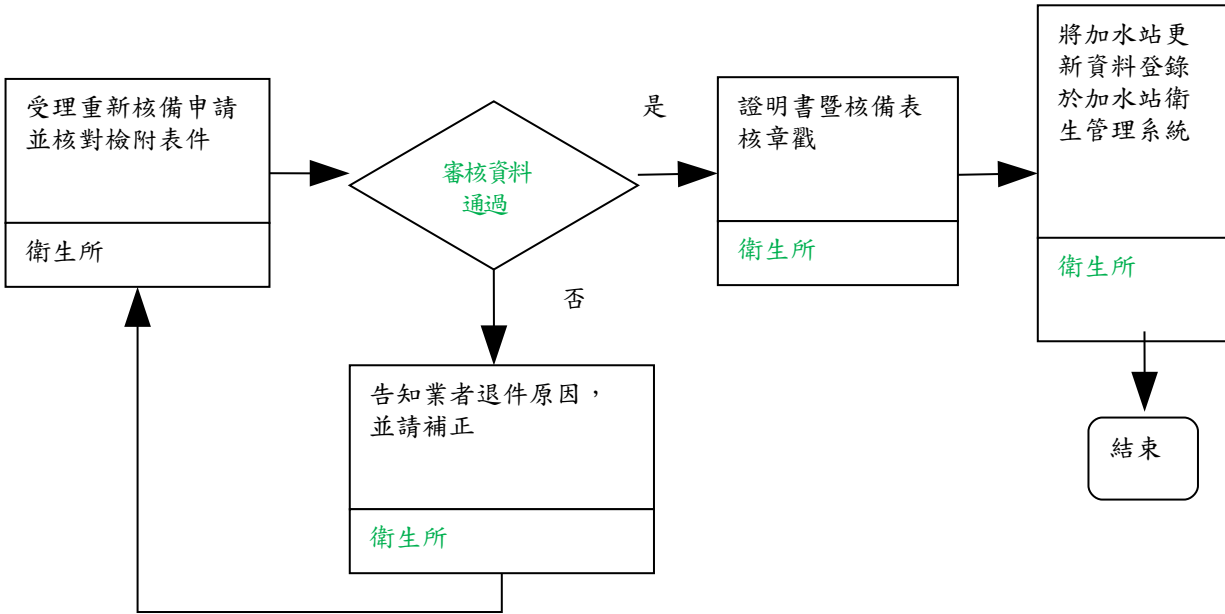 受理重新核備申請
並核對檢附表件
衛生所
審核資料
通過
是
否
證明書暨核備表
核章戳
衛生所
將加水站更
新資料登錄
於加水站衛
生管理系統
衛生所
告知業者退件原因，
並請補正
衛生所
結束